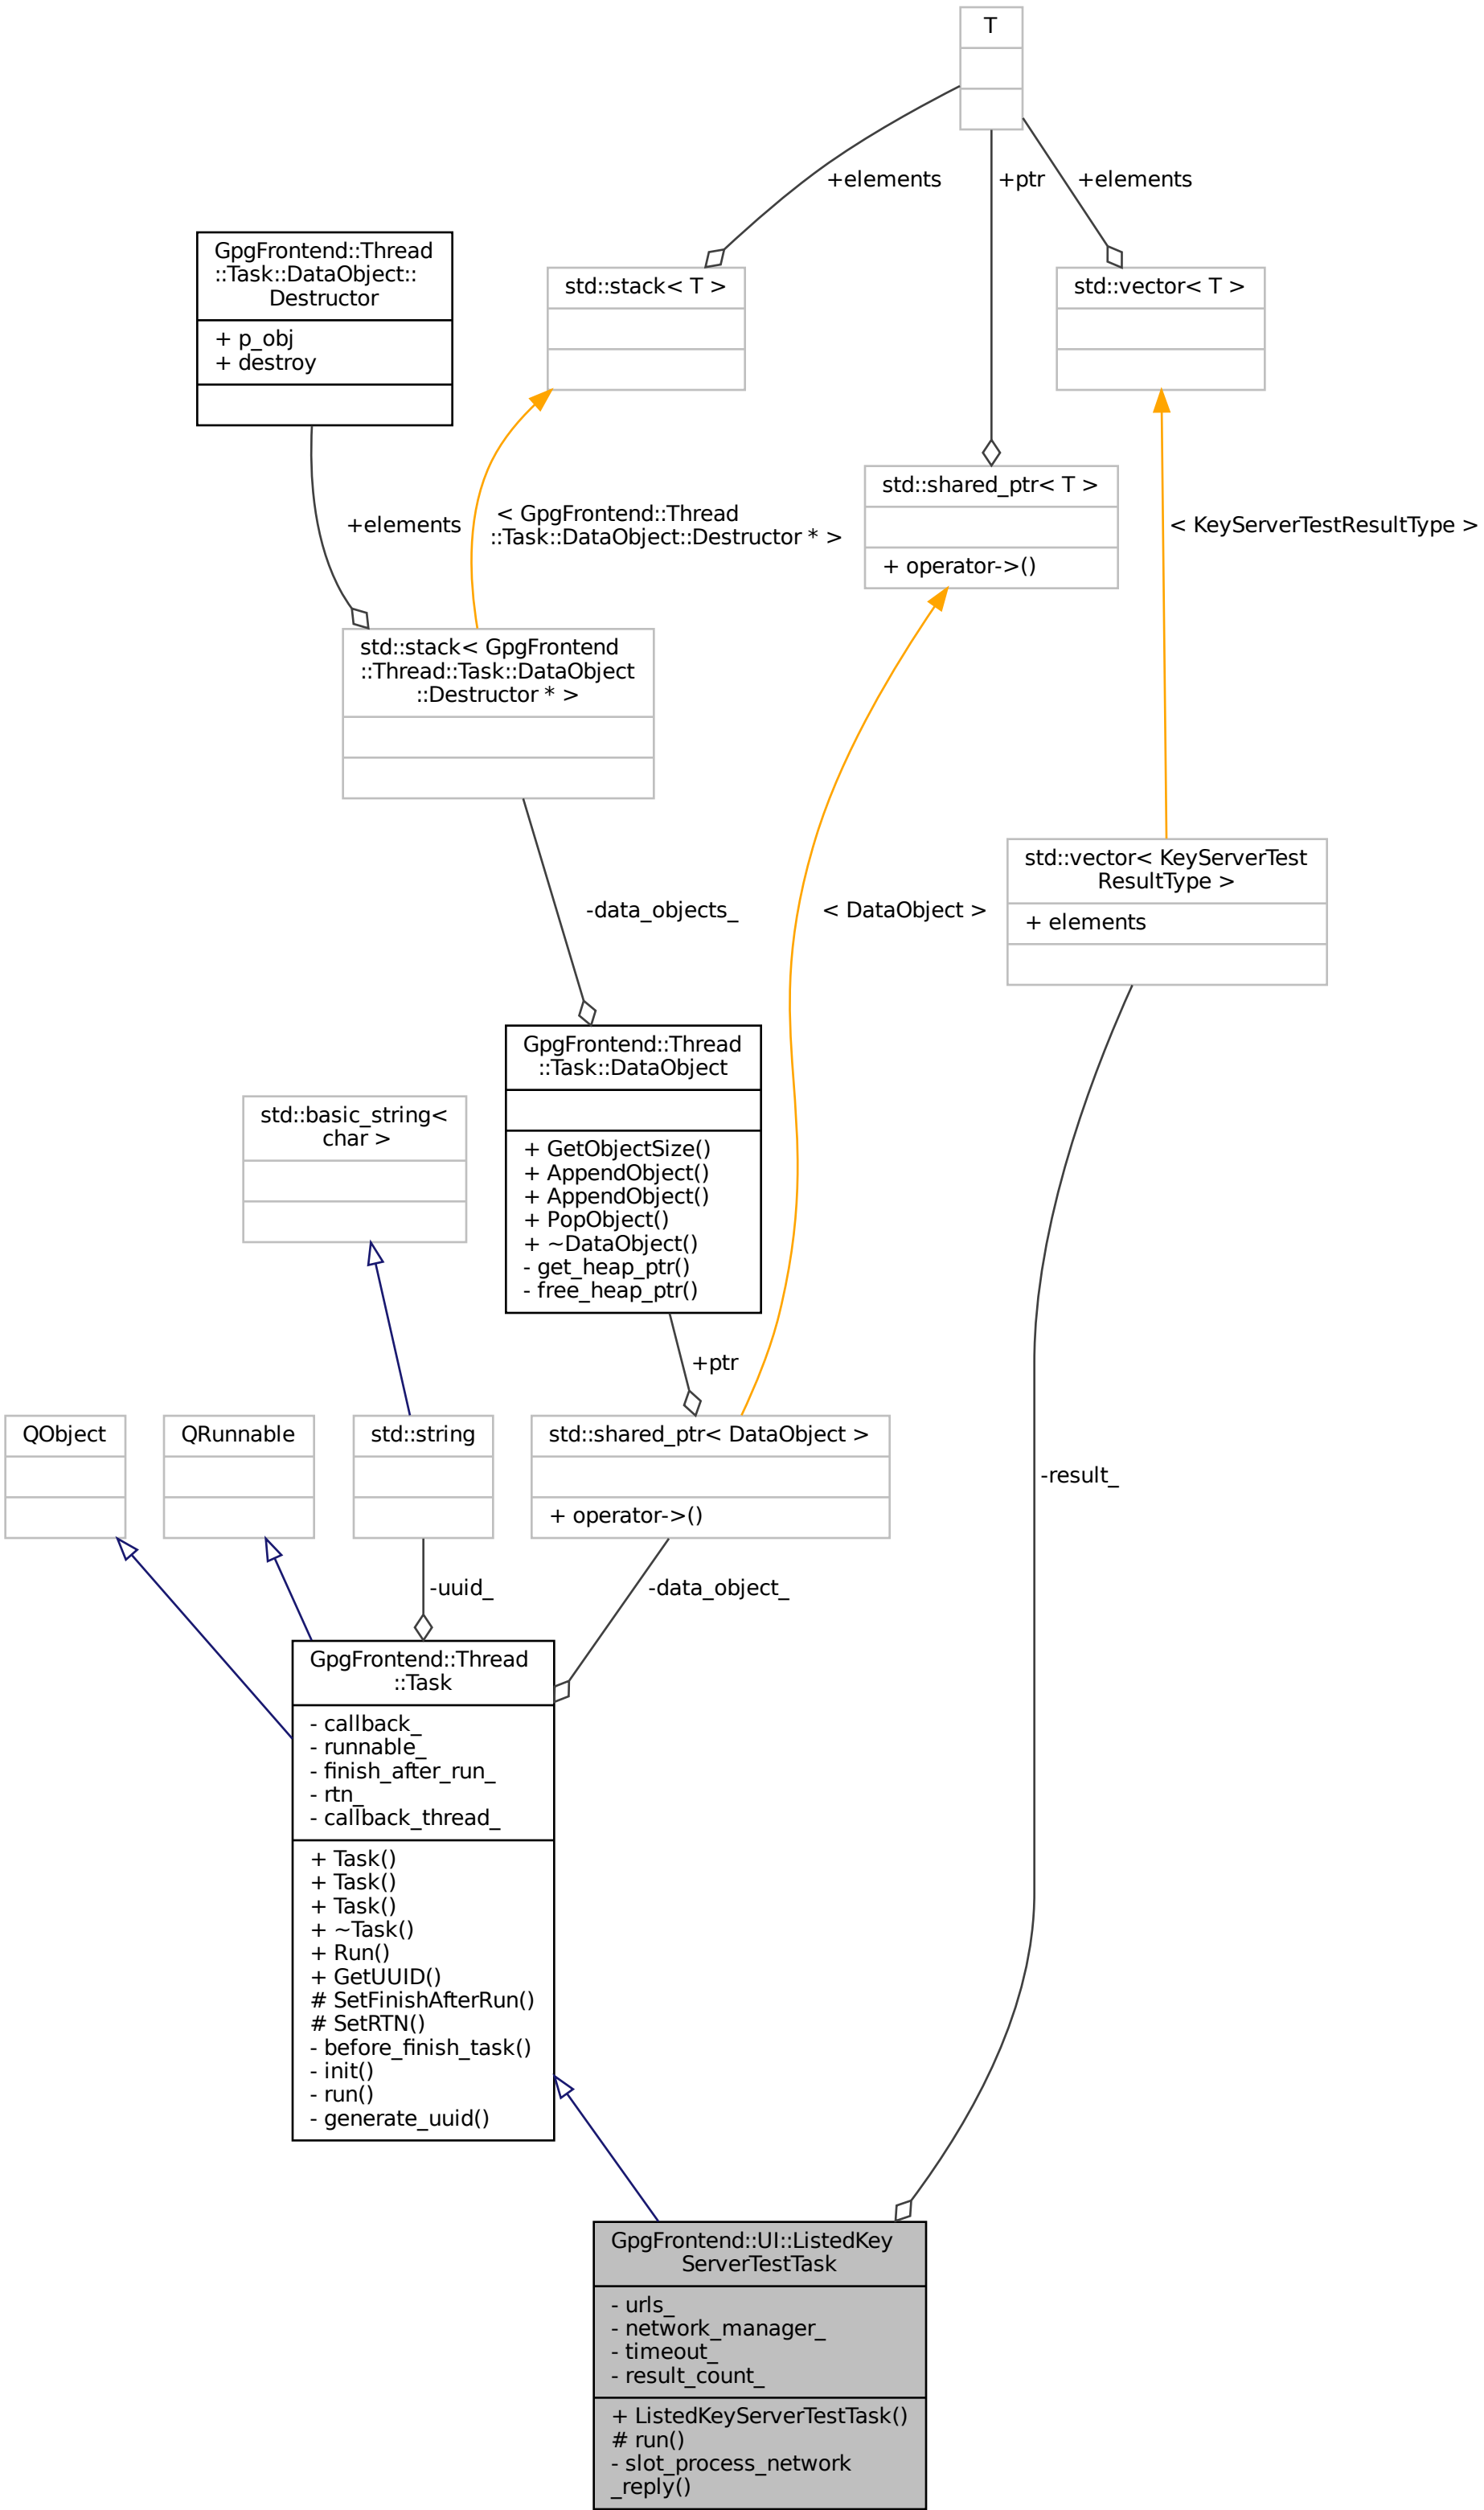 T
+elements
+ptr
+elements
GpgFrontend::Thread
::Task::DataObject::
Destructor
+ p_obj
+ destroy
std::stack< T >
std::vector< T >
std::shared_ptr< T >
+ operator->()
+elements
< GpgFrontend::Thread
::Task::DataObject::Destructor * >
< KeyServerTestResultType >
std::stack< GpgFrontend
::Thread::Task::DataObject
::Destructor * >
std::vector< KeyServerTest
ResultType >
+ elements
-data_objects_
< DataObject >
GpgFrontend::Thread
::Task::DataObject
+ GetObjectSize()
+ AppendObject()
+ AppendObject()
+ PopObject()
+ ~DataObject()
- get_heap_ptr()
- free_heap_ptr()
std::basic_string<
char >
+ptr
QObject
QRunnable
std::string
std::shared_ptr< DataObject >
+ operator->()
-result_
-uuid_
-data_object_
GpgFrontend::Thread
::Task
- callback_
- runnable_
- finish_after_run_
- rtn_
- callback_thread_
+ Task()
+ Task()
+ Task()
+ ~Task()
+ Run()
+ GetUUID()
# SetFinishAfterRun()
# SetRTN()
- before_finish_task()
- init()
- run()
- generate_uuid()
GpgFrontend::UI::ListedKey
ServerTestTask
- urls_
- network_manager_
- timeout_
- result_count_
+ ListedKeyServerTestTask()
# run()
- slot_process_network
_reply()